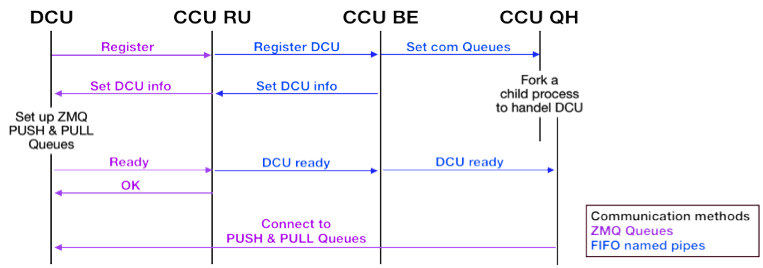 DCU CCU RU CCU BE CCU QH
Register Register DCU Set com Queues
Set DCU info Set DCU info
Fork a
child process
to handel DCU
Set up ZMQ
PUSH & PULL
Queues
Ready DCU ready DCU ready
OK
Connect to
PUSH & PULL Queues
Communication methods
ZMQ Queues
FIFO named pipes